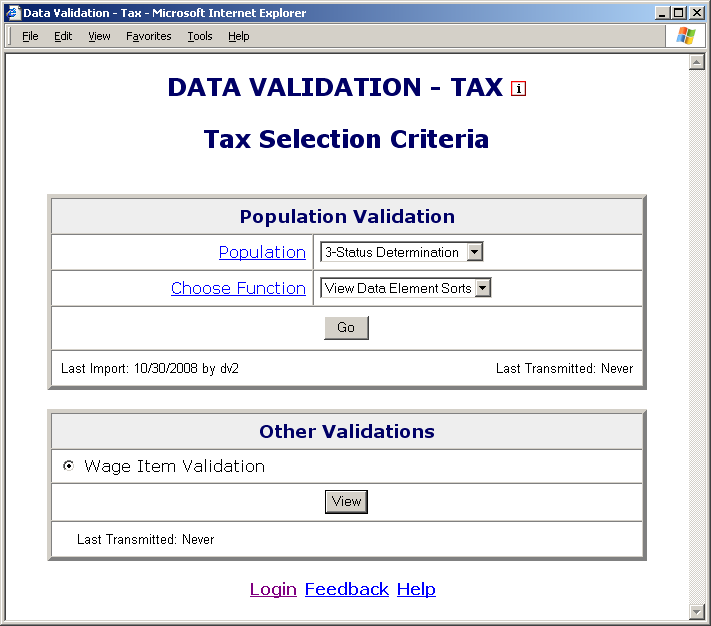 Data Validation - Tax - Microsoft Internet Explorer
File Edit View Favorites Tools Help
DATA VALIDATION - TAX i
Tax Selection Criteria
Population Validation
Population 3-Status Determination
Choose Function View Data Element Sorts
Go
Last Import: 10/30/2008 by dv2 Last Transmitted: Never
Other Validations
Wage Item Validation
View
Last Transmitted: Never
Login Feedback Help